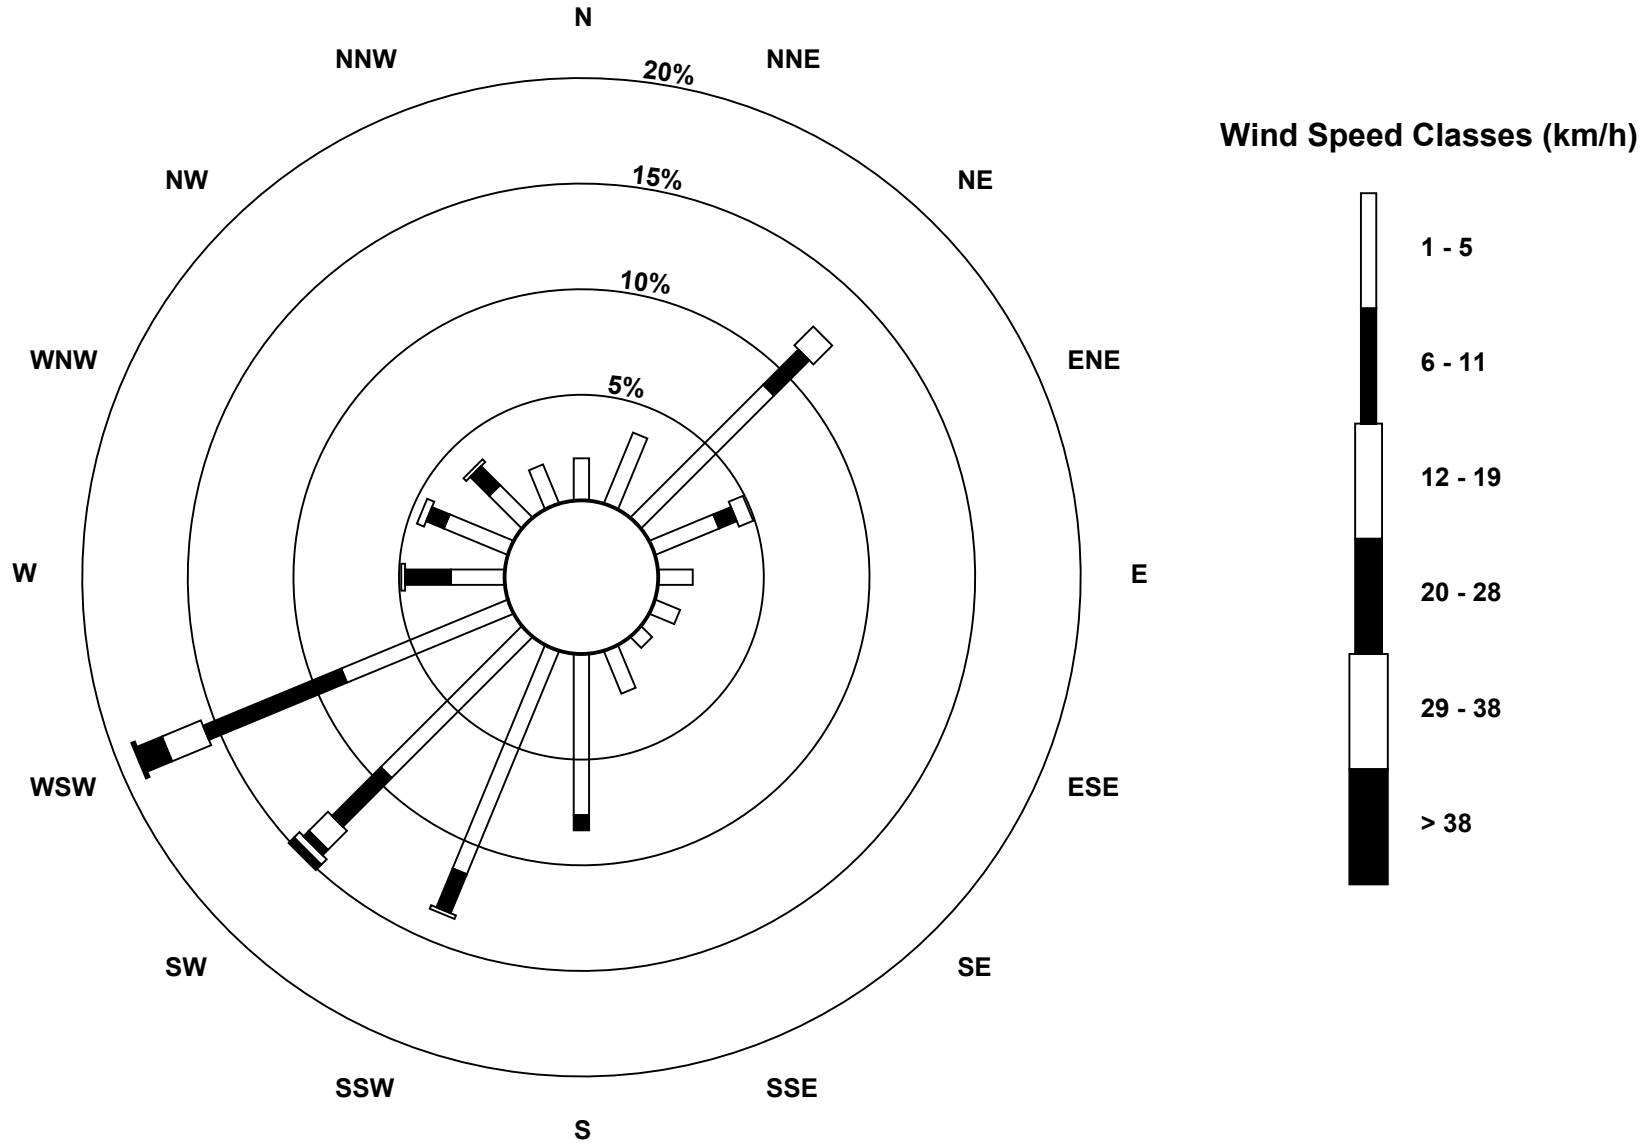 N
NNW
NNE
20%
Wind Speed Classes (km/h)
15%
NW
NE
1 - 5
10%
WNW
ENE
6 - 11
5%
12 - 19
W
E
20 - 28
29 - 38
WSW
ESE
> 38
SW
SE
SSW
SSE
S